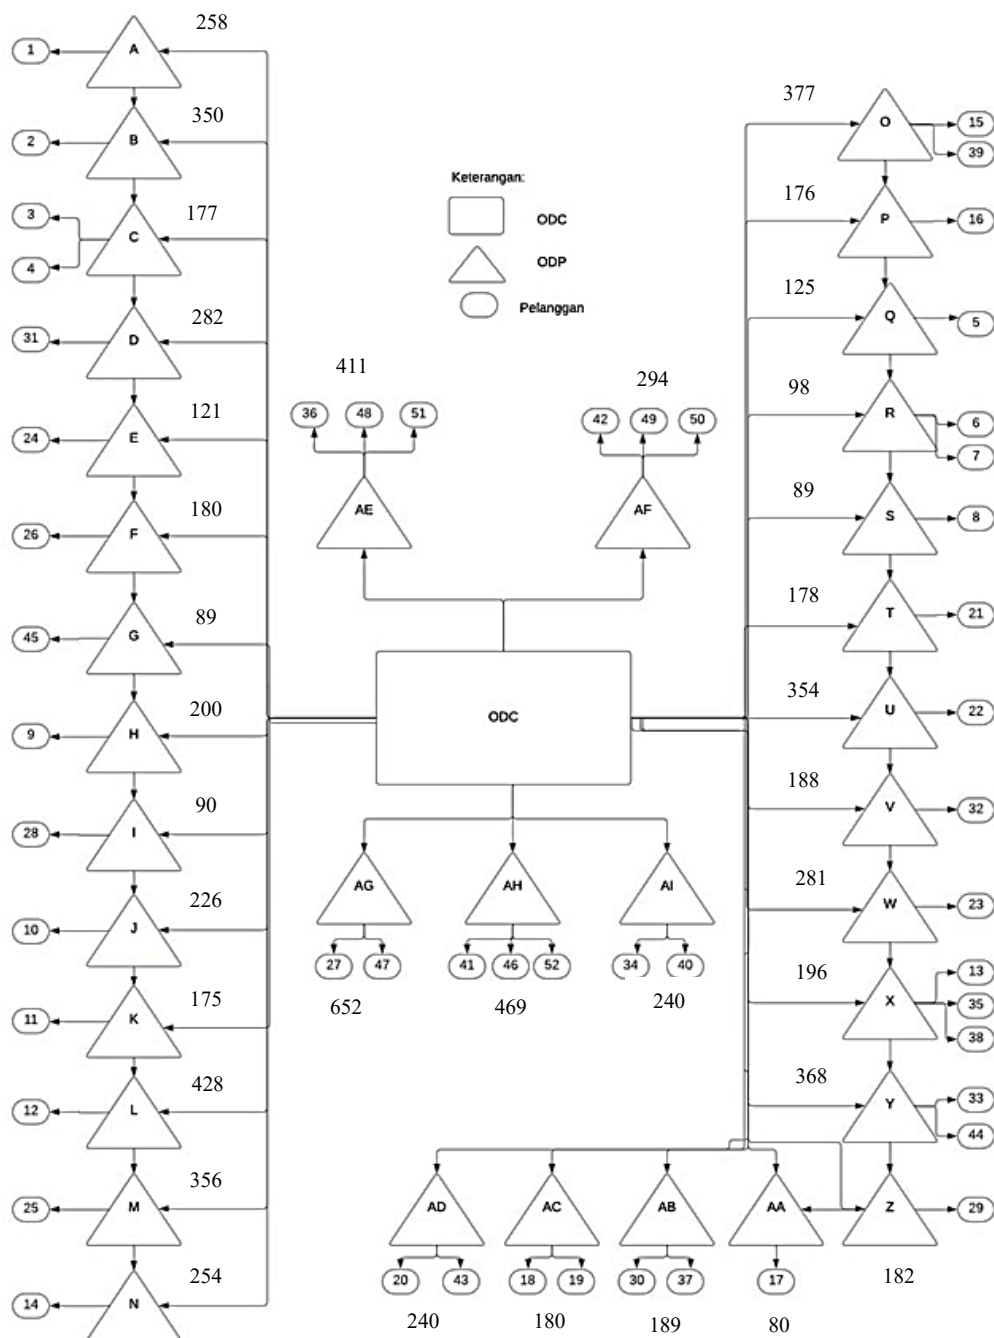 258
1
A
350
2
B
3
177
C
4
282
31
D
121
24
E
180
26
F
89
45
G
200
9
H
90
28
I
226
10
J
175
11
K
428
12
L
356
25
M
254
14
N
Keterangan:
ODC
ODP
Pelanggan
411
36 48 51
AE
294
42 49 50
AF
ODC
AG AH AI
27 47 41 46 52 34 40
652 469 240
377
O
15
39
176
P
16
125
Q
5
98
R
6
7
89
S
8
178
T
21
354
U
22
188
V
32
281
W
23
196
X
13
35
38
368
Y
33
44
AD AC AB AA Z 29
20 43 18 19 30 37 17 182
240 180 189 80